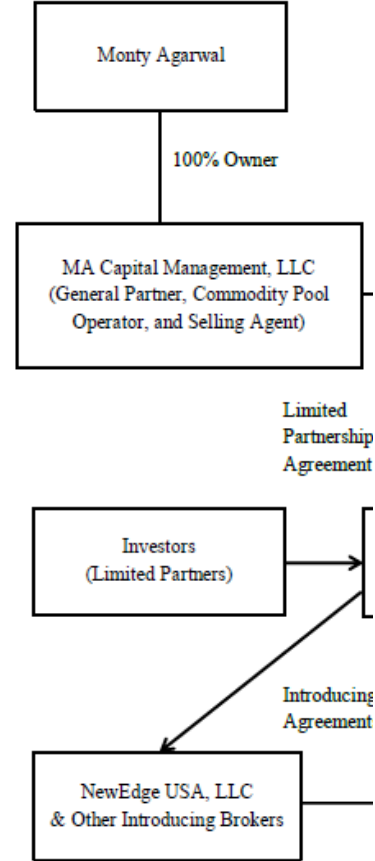 Monty Agarwal
100% Owner
MA Capital Management, LLC
(General Partner, Commodity Pool
Operator, and Selling Agent)
Limited
Partnership
Agreement
Investors
(Limited Partners)
Introducing
Agreement
NewEdge USA, LLC
& Other Introducing Brokers